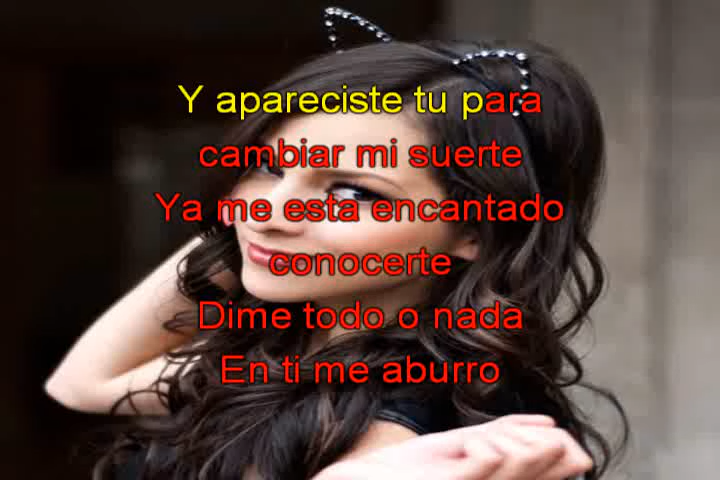 Y apareciste tu para
cambiar mi suerte
Ya me esta encantado
conocerte
Dime todo o nada
En ti me aburro